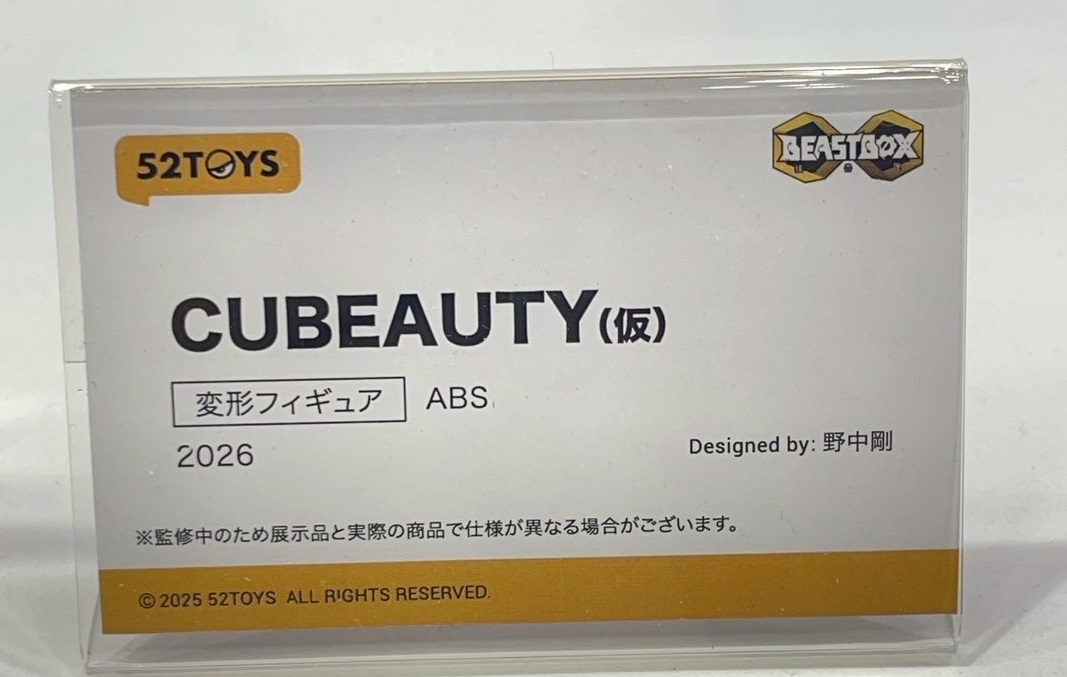 52TOYS
BEASTBOX
CUBEAUTY(仮)
変形フィギュア ABS
2026
Designed by: 野中剛
※監修中のため展示品と実際の商品で仕様が異なる場合がございます。
© 2025 52TOYS ALL RIGHTS RESERVED.